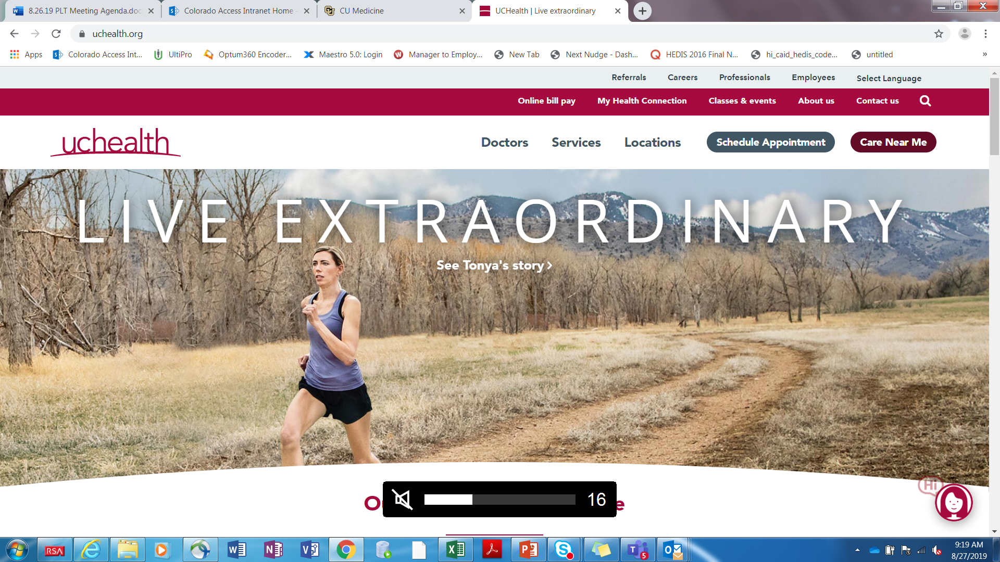 8.26.19 PLT Meeting Agenda.doc
Colorado Access Intranet Home -
CU Medicine
UCHealth | Live extraordinary
uchealth.org
Apps
Colorado Access Int...
UltiPro
Optum360 Encoder...
Maestro 5.0: Login
Manager to Employ...
New Tab
Next Nudge - Dash...
HEDIS 2016 Final N...
hi_caid_hedis_code...
untitled
»
Referrals
Careers
Professionals
Employees
Select Language
Online bill pay
My Health Connection
Classes & events
About us
Contact us
uchealth
Doctors
Services
Locations
Schedule Appointment
Care Near Me
LIVE EXTRAORDINARY
See Tonya's story >
Hi
16
RSA
5
9:19 AM
8/27/2019